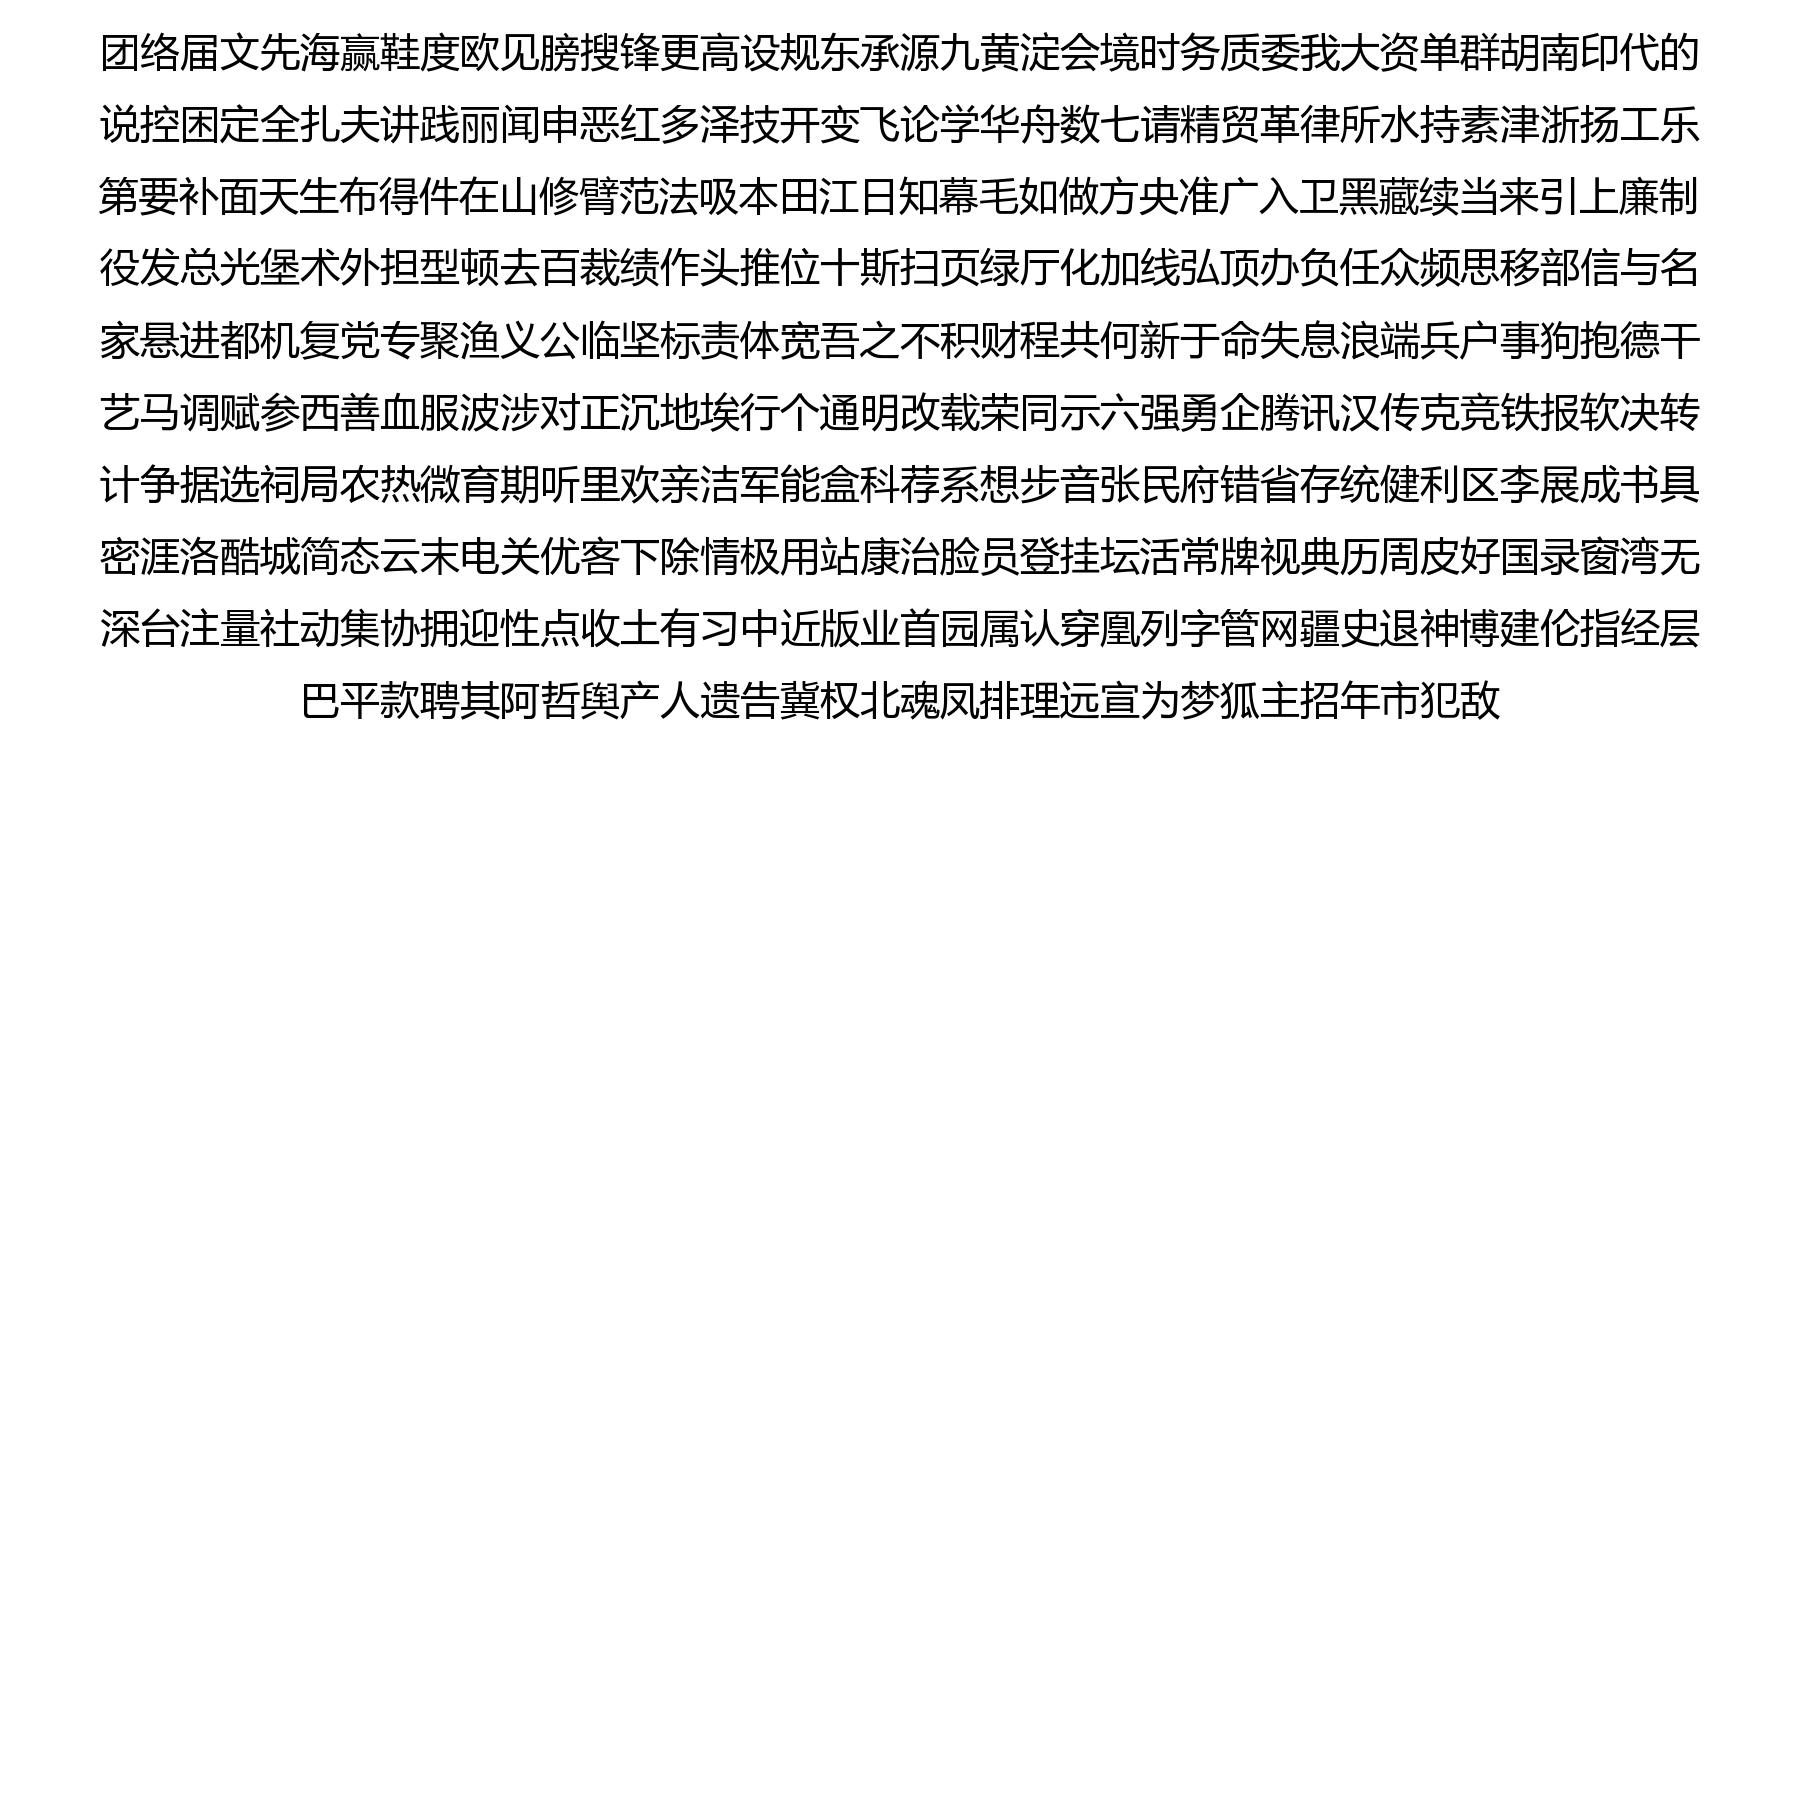 团络届文先海赢鞋度欧见膀搜锋更高设规东承源九黄淀会境时务质委我大资单群胡南印代的
说控困定全扎夫讲践丽闻申恶红多泽技开变飞论学华舟数七请精贸革律所水持素津浙扬工乐
第要补面天生布得件在山修臂范法吸本田江日知幕毛如做方央准广入卫黑藏续当来引上廉制
役发总光堡术外担型顿去百裁绩作头推位十斯扫页绿厅化加线弘顶办负任众频思移部信与名
家悬进都机复党专聚渔义公临坚标责体宽吾之不积财程共何新于命失息浪端兵户事狗抱德干
艺马调赋参西善血服波涉对正沉地埃行个通明改载荣同示六强勇企腾讯汉传克竞铁报软决转
计争据选祠局农热微育期听里欢亲洁军能盒科荐系想步音张民府错省存统健利区李展成书具
密涯洛酷城简态云末电关优客下除情极用站康治脸员登挂坛活常牌视典历周皮好国录窗湾无
深台注量社动集协拥迎性点收土有习中近版业首园属认穿凰列字管网疆史退神博建伦指经层
巴平款聘其阿哲舆产人遗告冀权北魂凤排理远宣为梦狐主招年市犯敌